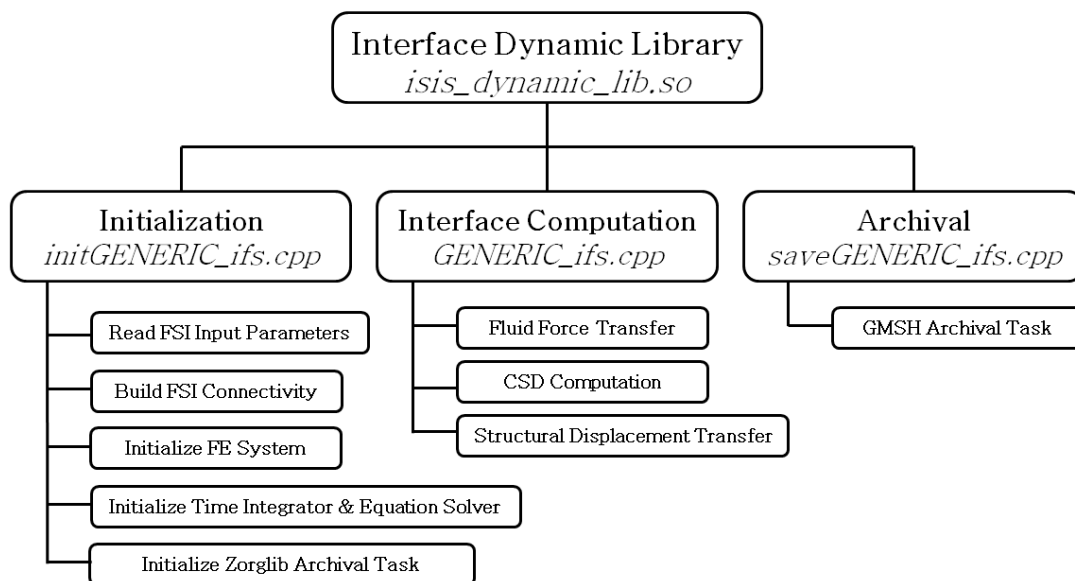 Interface Dynamic Library
isis_dynamic_lib.so
Initialization
initGENERIC_ifs.cpp
Read FSI Input Parameters
Build FSI Connectivity
Initialize FE System
Initialize Time Integrator & Equation Solver
Initialize Zorglib Archival Task
Interface Computation
GENERIC_ifs.cpp
Fluid Force Transfer
CSD Computation
Structural Displacement Transfer
Archival
saveGENERIC_ifs.cpp
GMSH Archival Task